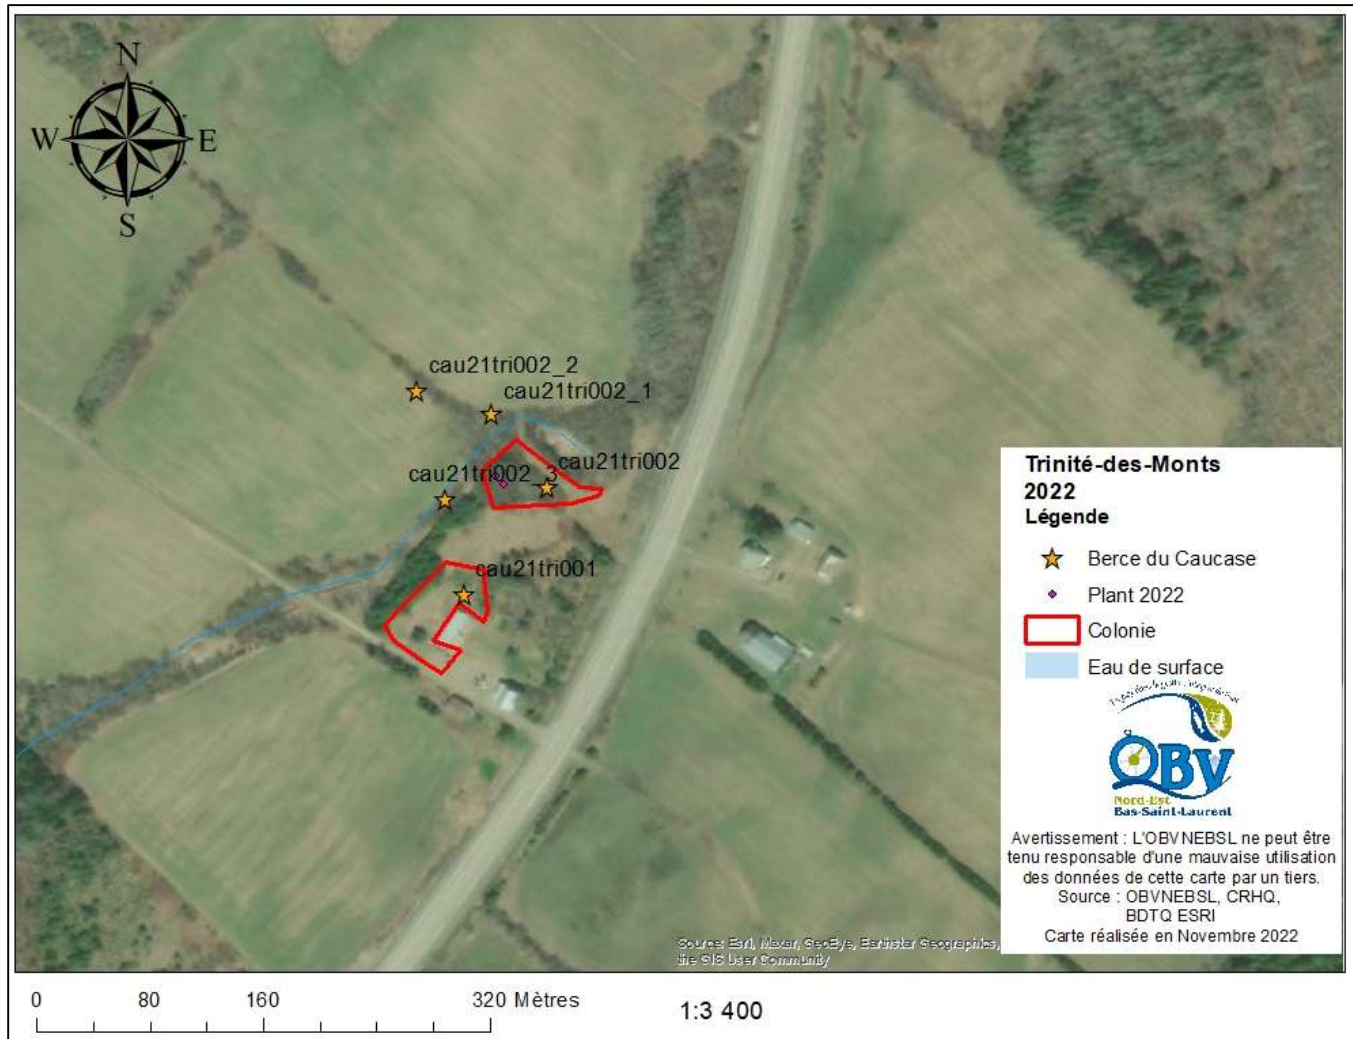 N
W E
S
cau21tri002_2
cau21tri002_1
cau21tri002
cau21tri002_3
cau21tri001
Trinité-des-Monts
2022
Légende
Berce du Caucase
Plant 2022
Colonie
Eau de surface
OBV
Nord-Est
Bas-Saint-Laurent
Avertissement : L'OBVNEBSL ne peut être
tenu responsable d'une mauvaise utilisation
des données de cette carte par un tiers.
Source : OBVNEBSL, CRHQ,
BDTQ ESRI
Carte réalisée en Novembre 2022
Source: Esri, Maxar, GeoEye, Earthstar Geographics,
the GIS User Community
0 80 160 320 Mètres
1:3 400